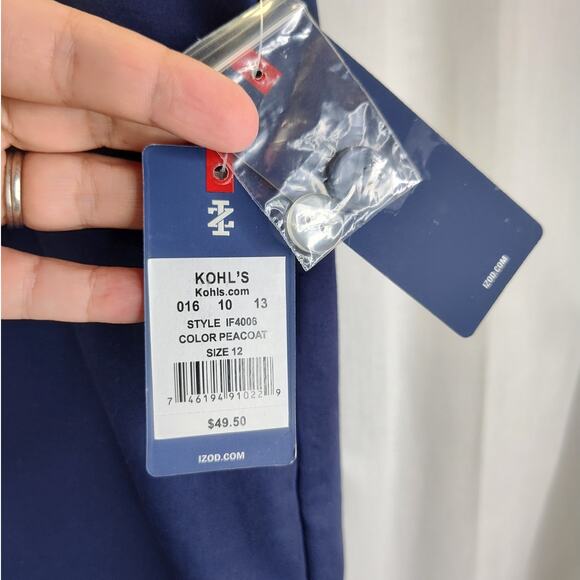 IZ
KOHL'S
Kohls.com
016 10 13
STYLE IF4006
COLOR PEACOAT
SIZE 12
7 46194 91022 9
$49.50
IZOD.COM
IZOD.COM